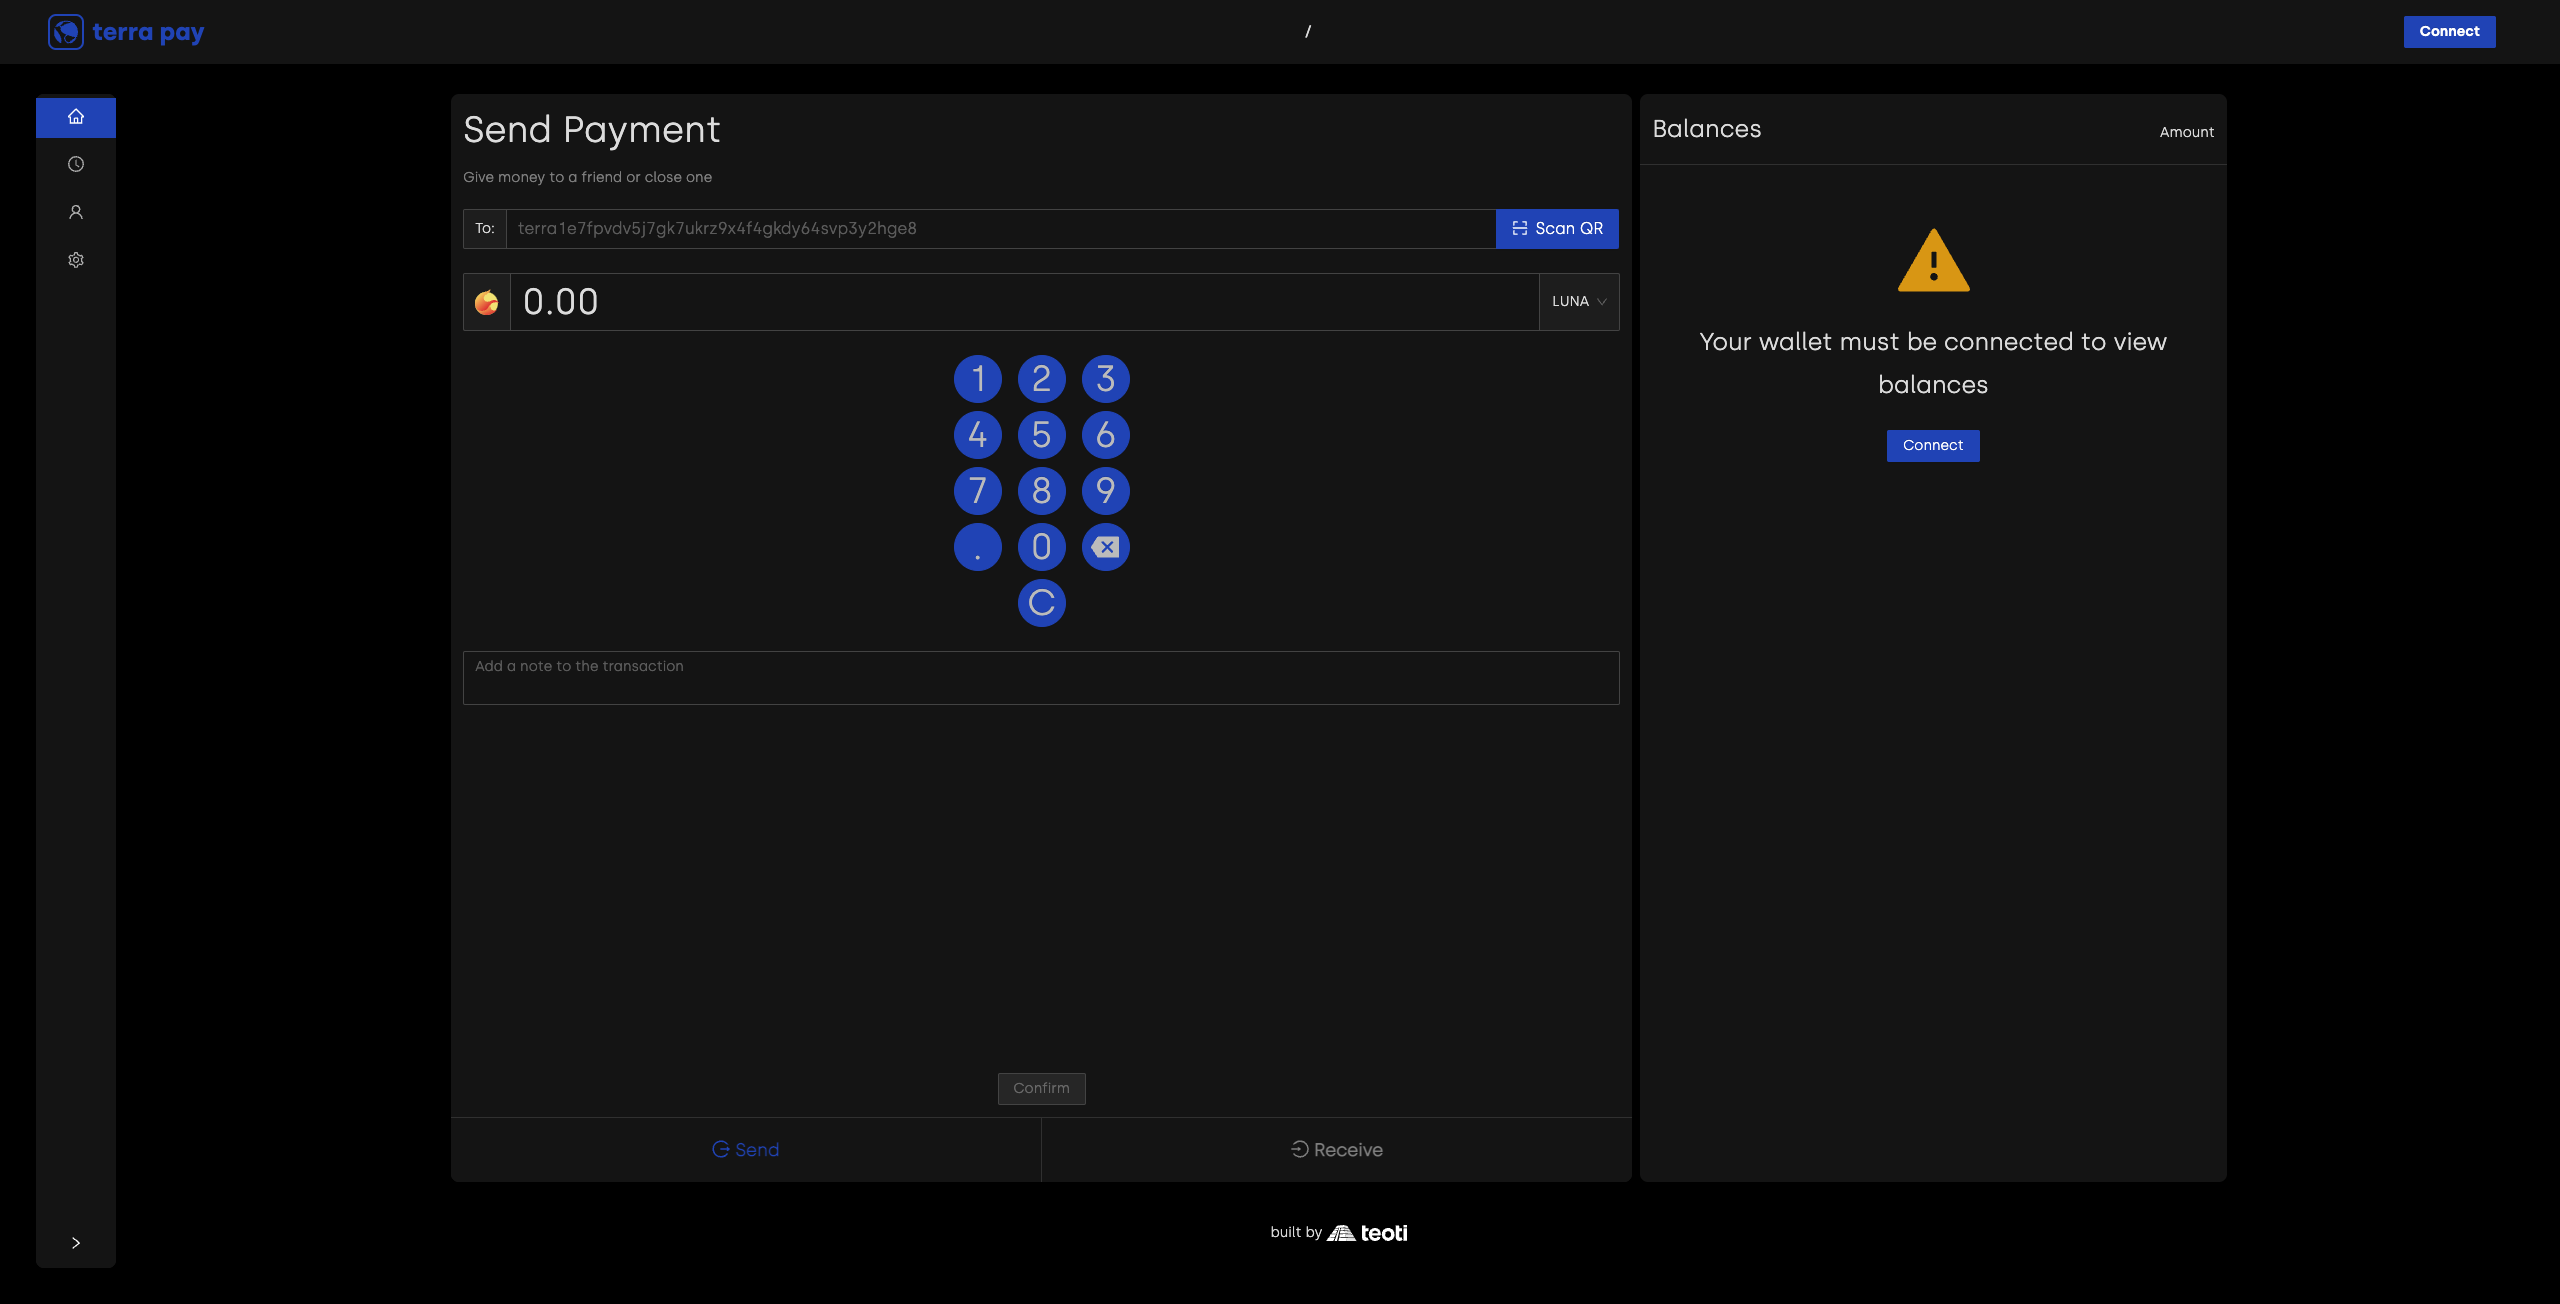 terra pay
/
Connect
Send Payment
Give money to a friend or close one
To:
terra1e7fpvdv5j7gk7ukrz9x4f4gkdy64svp3y2hge8
Scan QR
0.00
LUNA
1 2 3
4 5 6
7 8 9
. 0
C
Add a note to the transaction
Confirm
Send
Receive
Balances
Amount
Your wallet must be connected to view
balances
Connect
built by teoti